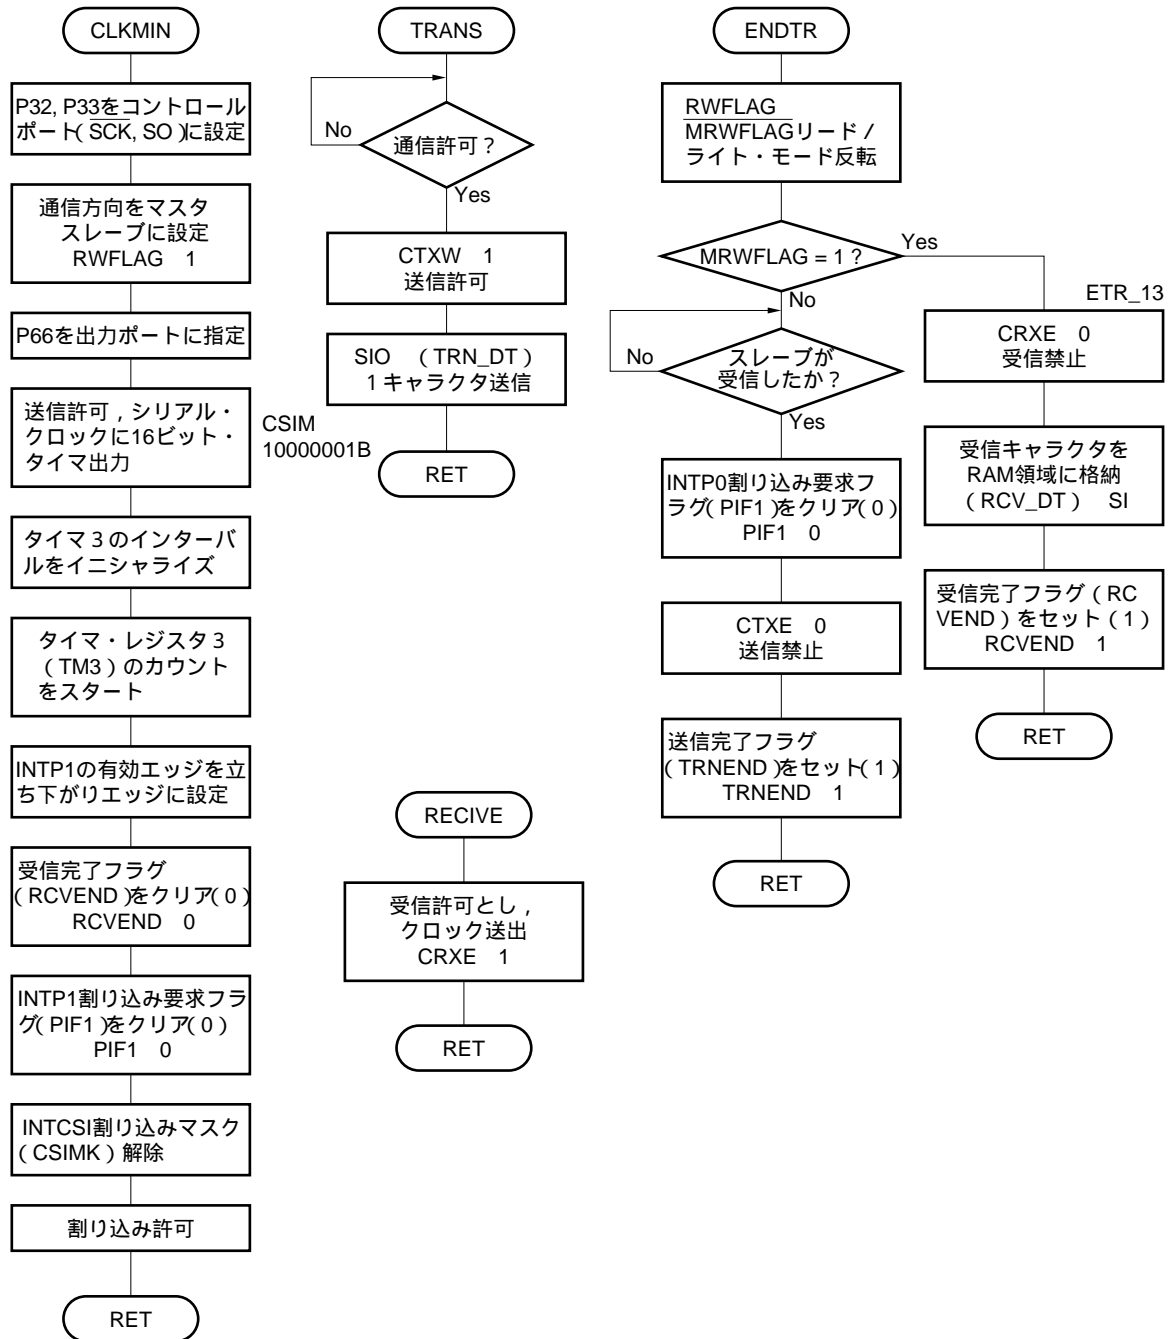 CLKMIN
P32, P33をコントロール
ポート(SCK, SO)に設定
通信方向をマスタ
スレーブに設定
RWFLAG 1
P66を出力ポートに指定
送信許可，シリアル・
クロックに16ビット・
タイマ出力
CSIM
10000001B
タイマ３のインターバ
ルをイニシャライズ
タイマ・レジスタ３
（TM3）のカウント
をスタート
INTP1の有効エッジを立
ち下がりエッジに設定
受信完了フラグ
(RCVEND)をクリア(0)
RCVEND 0
INTP1割り込み要求フラ
グ(PIF1)をクリア(0)
PIF1 0
INTCSI割り込みマスク
（CSIMK）解除
割り込み許可
RET
TRANS
No
通信許可？
Yes
CTXW 1
送信許可
SIO （TRN_DT）
１キャラクタ送信
RET
RECIVE
受信許可とし，
クロック送出
CRXE 1
RET
ENDTR
RWFLAG
MRWFLAGリード／
ライト・モード反転
MRWFLAG = 1？
Yes
No
No
スレーブが
受信したか？
Yes
INTP0割り込み要求フ
ラグ(PIF1)をクリア(0)
PIF1 0
CTXE 0
送信禁止
送信完了フラグ
(TRNEND)をセット(1)
TRNEND 1
RET
ETR_13
CRXE 0
受信禁止
受信キャラクタを
RAM領域に格納
（RCV_DT） SI
受信完了フラグ（RC
VEND）をセット（1）
RCVEND 1
RET